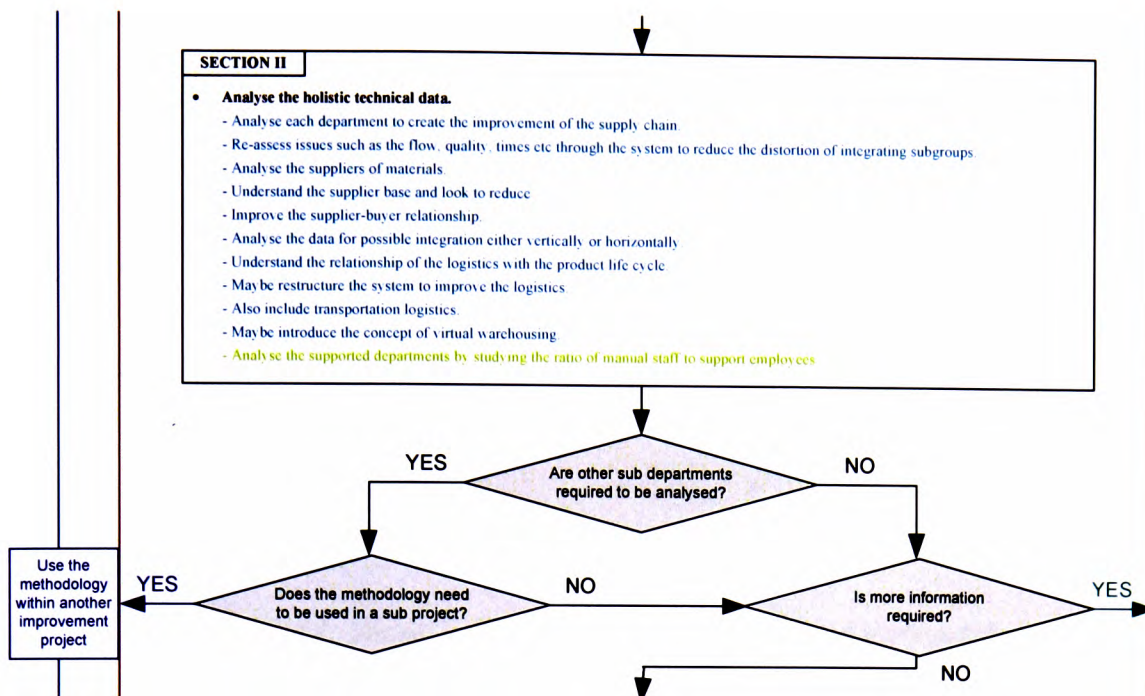 SECTION II
• Analyse the holistic technical data.
- Analyse each department to create the improvement of the supply chain.
- Re-assess issues such as the flow, quality, times etc through the system to reduce the distortion of integrating subgroups.
- Analyse the suppliers of materials.
- Understand the supplier base and look to reduce
- Improve the supplier-buyer relationship.
- Analyse the data for possible integration either vertically or horizontally
- Understand the relationship of the logistics with the product life cycle.
- Maybe restructure the system to improve the logistics.
- Also include transportation logistics.
- Maybe introduce the concept of virtual warehousing.
- Analyse the supported departments by studying the ratio of manual staff to support employees
YES
Are other sub departments
required to be analysed?
NO
Use the
methodology
within another
improvement
project
YES
Does the methodology need
to be used in a sub project?
NO
Is more information
required?
YES
NO